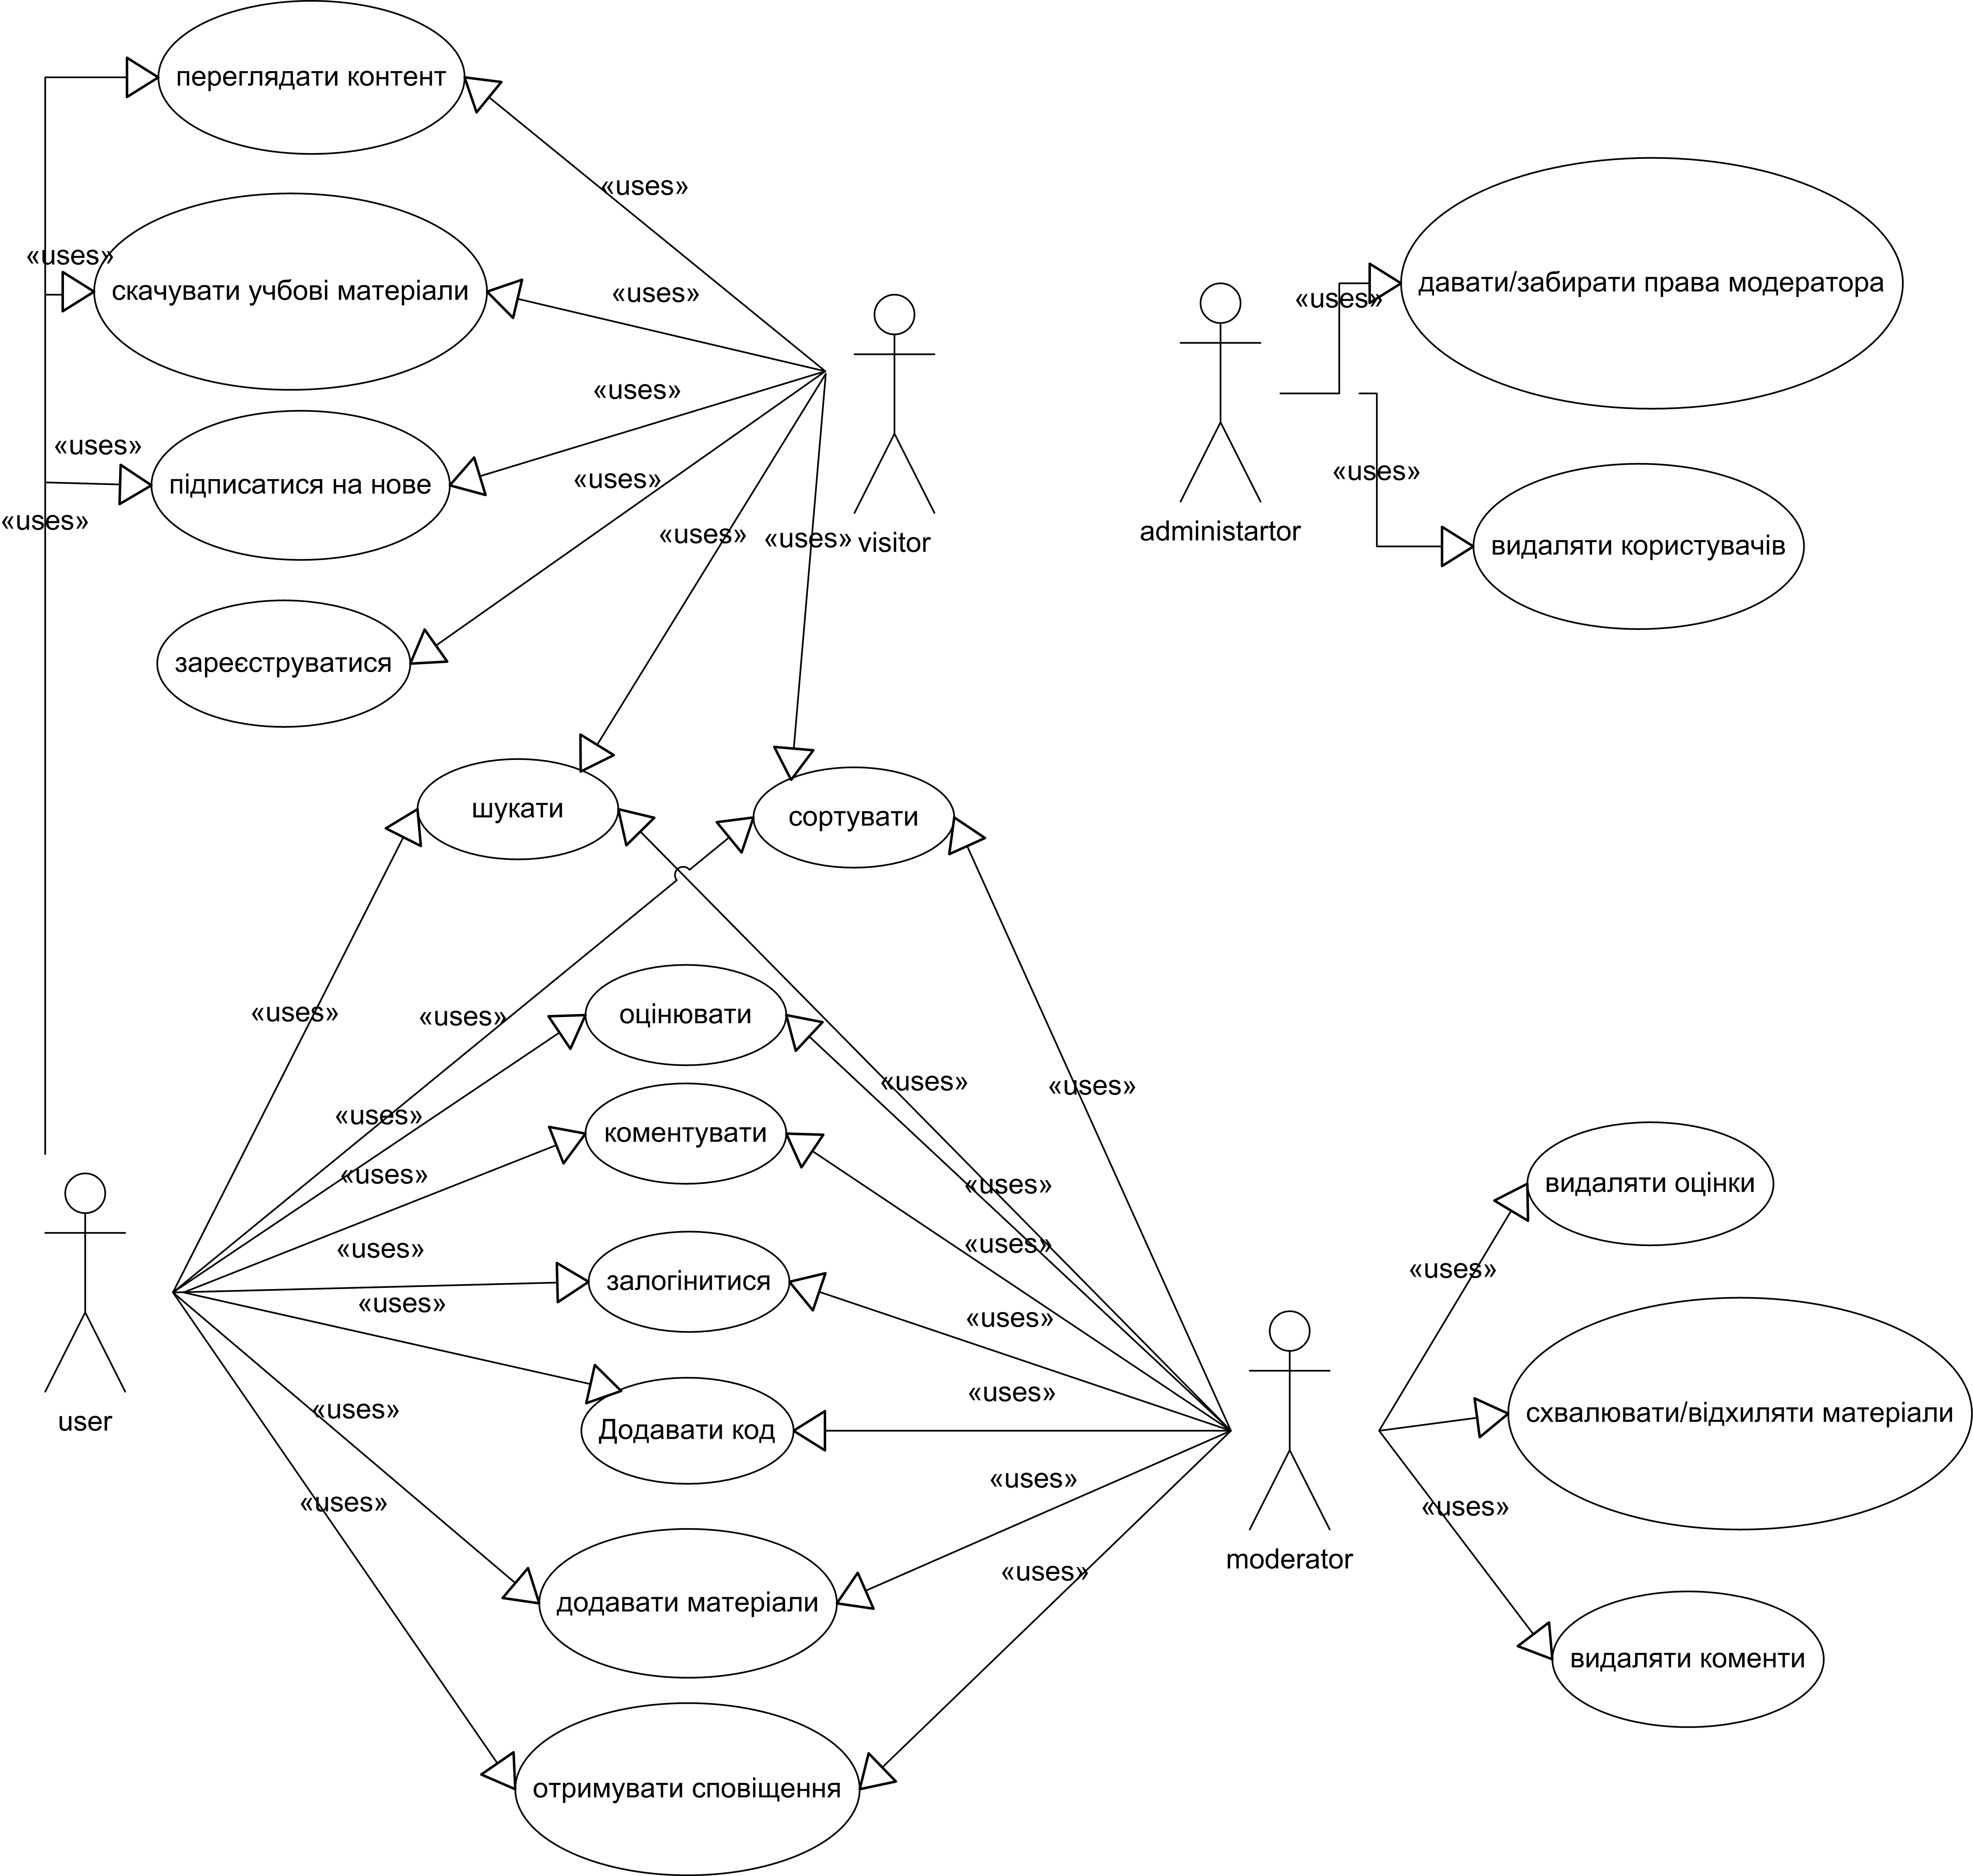 переглядати контент
«uses»
«uses»
скачувати учбові матеріали
«uses»
давати/забирати права модератора
«uses»
«uses»
«uses»
підписатися на нове
«uses»
«uses»
«uses»
«uses»
«uses»
visitor
administartor
«uses»
видаляти користувачів
зареєструватися
шукати
сортувати
«uses»
«uses»
оцінювати
«uses»
«uses»
«uses»
коментувати
«uses»
«uses»
видаляти оцінки
«uses»
«uses»
залогінитися
«uses»
«uses»
«uses»
«uses»
user
«uses»
Додавати код
схвалювати/відхиляти матеріали
«uses»
«uses»
«uses»
«uses»
moderator
додавати матеріали
видаляти коменти
отримувати сповіщення